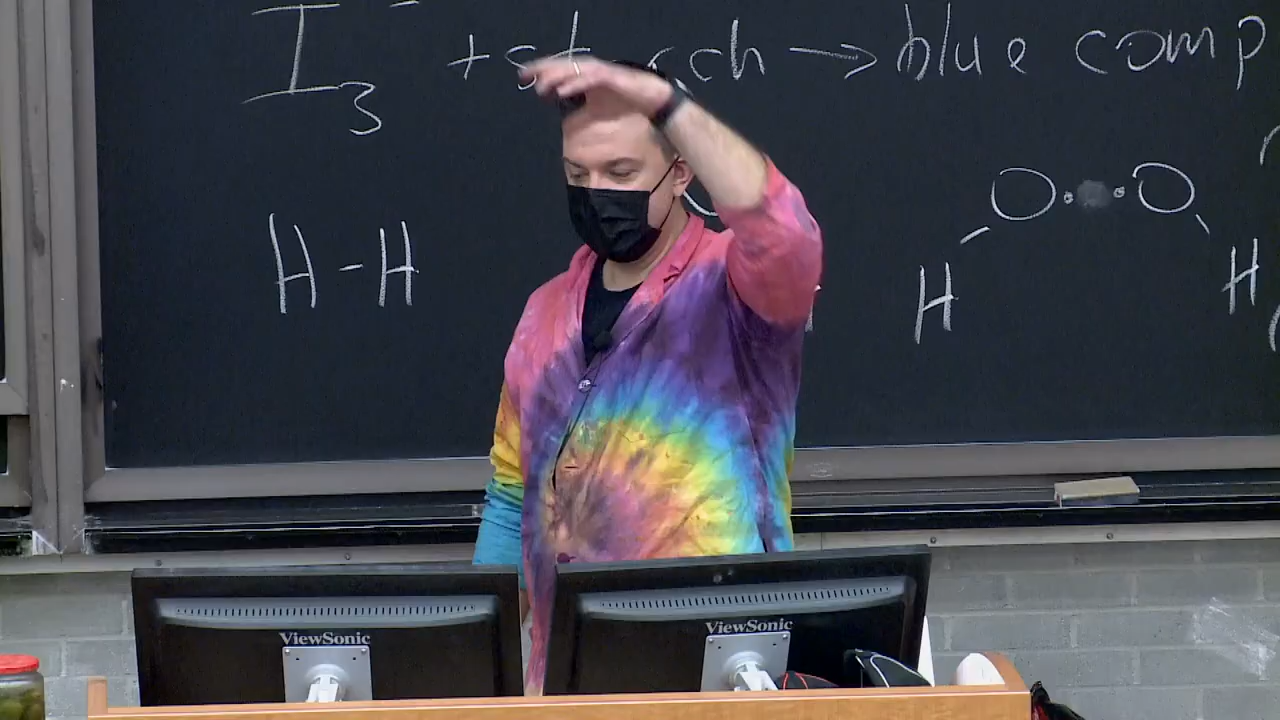 I₃⁻ + starch → blue comp
H-H
O··O
H H
ViewSonic ViewSonic